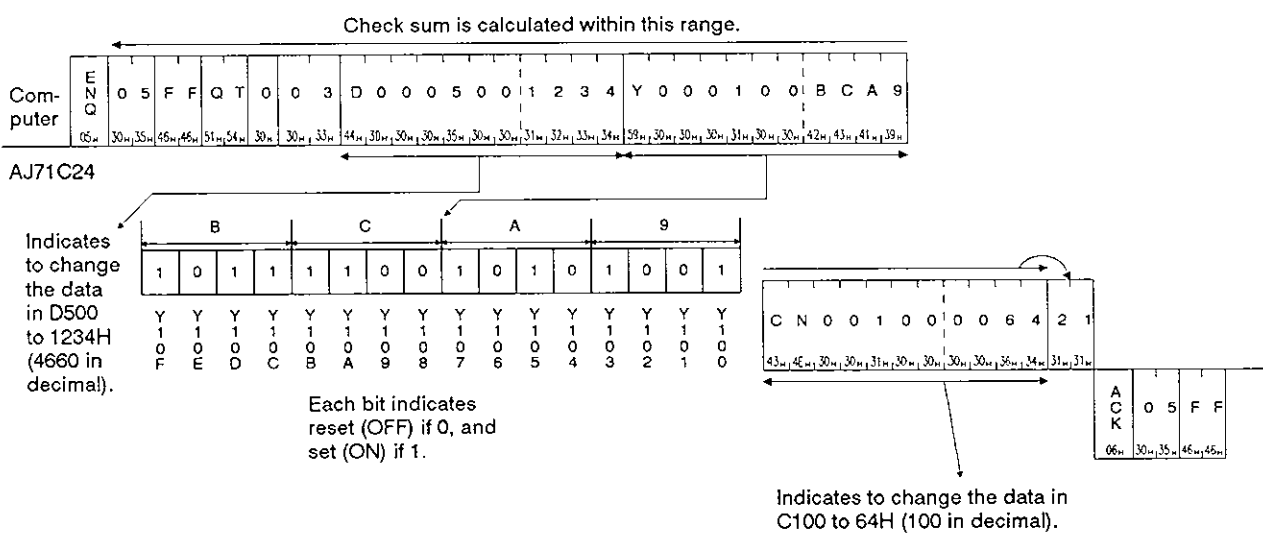 Check sum is calculated within this range.
Com-
puter
ENQ 0 5 F F Q T 0 0 3 D 0 0 0 5 0 0 1 2 3 4 Y 0 0 0 1 0 0 B C A 9
05H 30H 35H 46H 46H 51H 54H 30H 30H 33H 44H 30H 30H 30H 35H 30H 30H 31H 32H 33H 34H 59H 30H 30H 30H 31H 30H 30H 42H 43H 41H 39H
AJ71C24
B C A 9
1 0 1 1 1 1 0 0 1 0 1 0 1 0 0 1
Y10F Y10E Y10D Y10C Y10B Y10A Y109 Y108 Y107 Y106 Y105 Y104 Y103 Y102 Y101 Y100
Indicates
to change
the data
in D500
to 1234H
(4660 in
decimal).
Each bit indicates
reset (OFF) if 0, and
set (ON) if 1.
C N 0 0 1 0 0 0 0 6 4 2 1
43H 4EH 30H 30H 31H 30H 30H 30H 30H 36H 34H 31H 31H
ACK 0 5 F F
06H 30H 35H 46H 46H
Indicates to change the data in
C100 to 64H (100 in decimal).